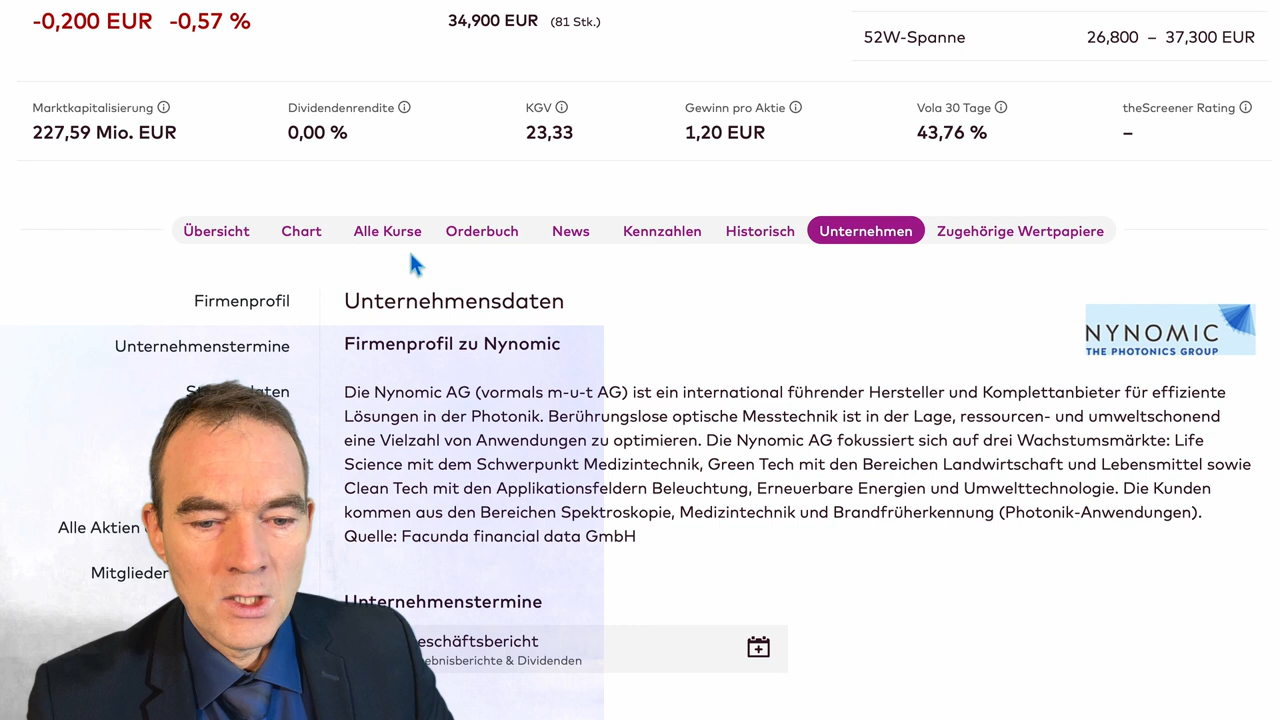 -0,200 EUR -0,57 %
34,900 EUR (81 Stk.)
52W-Spanne 26,800 – 37,300 EUR
Marktkapitalisierung
227,59 Mio. EUR
Dividendenrendite
0,00 %
KGV
23,33
Gewinn pro Aktie
1,20 EUR
Vola 30 Tage
43,76 %
theScreener Rating
–
Übersicht Chart Alle Kurse Orderbuch News Kennzahlen Historisch Unternehmen Zugehörige Wertpapiere
Firmenprofil
Unternehmenstermine
Alle Aktien
Mitglieder
Unternehmensdaten
NYNOMIC
THE PHOTONICS GROUP
Firmenprofil zu Nynomic
Die Nynomic AG (vormals m-u-t AG) ist ein international führender Hersteller und Komplettanbieter für effiziente
Lösungen in der Photonik. Berührungslose optische Messtechnik ist in der Lage, ressourcen- und umweltschonend
eine Vielzahl von Anwendungen zu optimieren. Die Nynomic AG fokussiert sich auf drei Wachstumsmärkte: Life
Science mit dem Schwerpunkt Medizintechnik, Green Tech mit den Bereichen Landwirtschaft und Lebensmittel sowie
Clean Tech mit den Applikationsfeldern Beleuchtung, Erneuerbare Energien und Umwelttechnologie. Die Kunden
kommen aus den Bereichen Spektroskopie, Medizintechnik und Brandfrüherkennung (Photonik-Anwendungen).
Quelle: Facunda financial data GmbH
Unternehmenstermine
eschäftsbericht
ebnisberichte & Dividenden